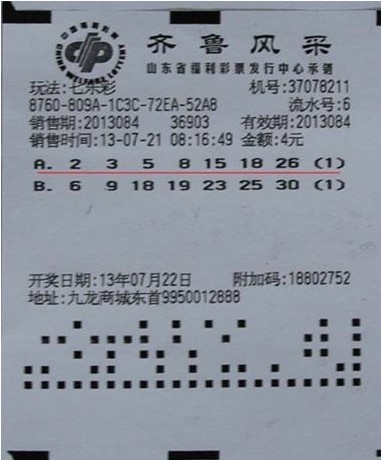 齐鲁风采
山东省福利彩票发行中心承销
玩法:七乐彩 机号:37078211
8760-809A-1C3C-72EA-52A8 流水号:6
销售期:2013084 36903 有效期:2013084
销售时间:13-07-21 08:16:49 金额:4元
A. 2 3 5 8 15 18 26 (1)
B. 6 9 18 19 23 25 30 (1)
开奖日期:13年07月22日 附加码:18802752
地址:九龙商城东首9950012888